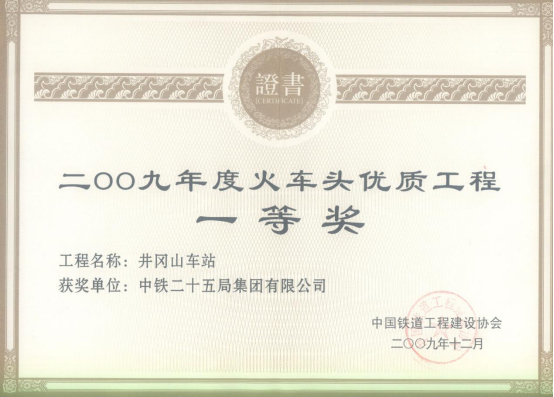 證書
[CERTIFICATE]
二〇〇九年度火车头优质工程
一等奖
工程名称：井冈山车站
获奖单位：中铁二十五局集团有限公司
中国铁道工程建设协会
二〇〇九年十二月